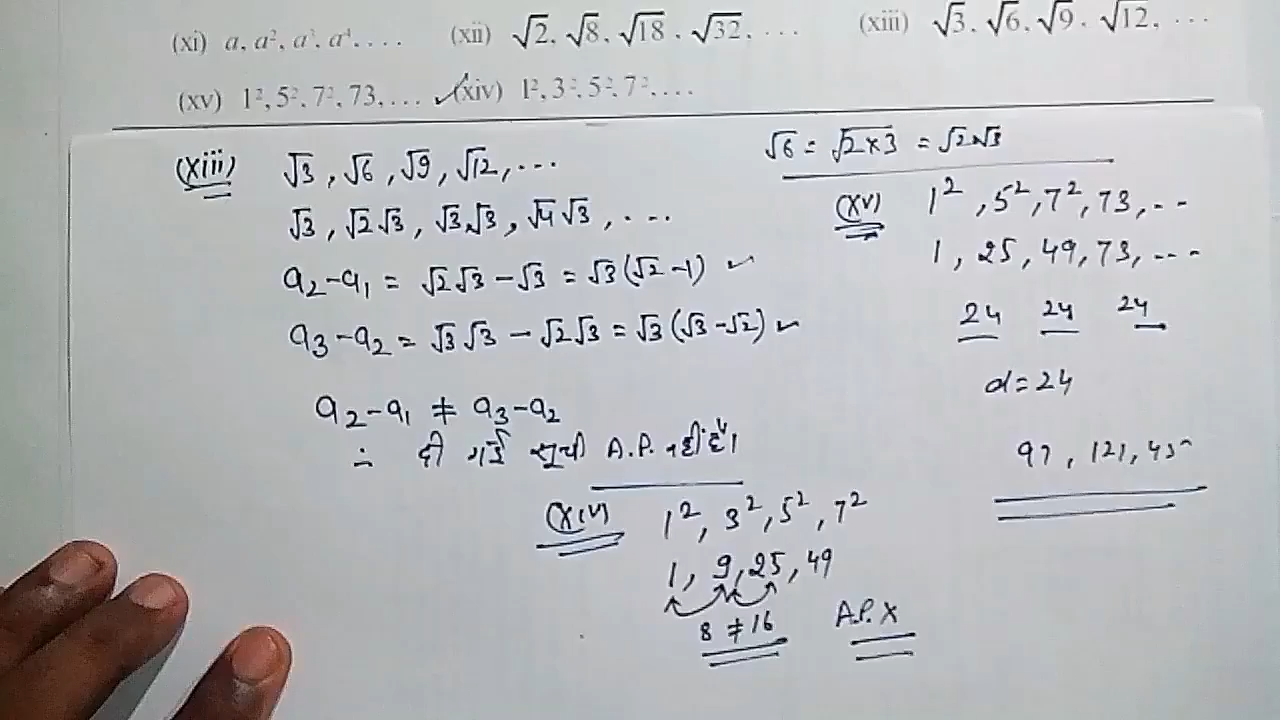 (xi) a, a², a³, a⁴, . . . . (xii) √2, √8, √18, √32, . . . (xiii) √3, √6, √9, √12, . . .
(xv) 1², 5², 7², 73, . . . ✓(xiv) 1², 3², 5², 7², . . . .
(xiii) √3, √6, √9, √12, ...
√3, √2√3, √3√3, √4√3, ...
a₂-a₁ = √2√3 - √3 = √3(√2-1) ✓
a₃-a₂ = √3√3 - √2√3 = √3(√3-√2) ✓
a₂-a₁ ≠ a₃-a₂
∴ दी गई सूची A.P. नहीं है।
√6 = √2×3 = √2×√3
(xv) 1², 5², 7², 73, ...
1, 25, 49, 73, ...
24 24 24
d=24
97, 121, 145
(xiv) 1², 3², 5², 7²
1, 9, 25, 49
8 ≠ 16 A.P. X